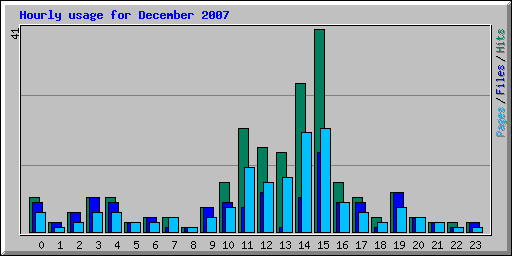 Hourly usage for December 2007
41
Pages/Files/Hits
0 1 2 3 4 5 6 7 8 9 10 11 12 13 14 15 16 17 18 19 20 21 22 23